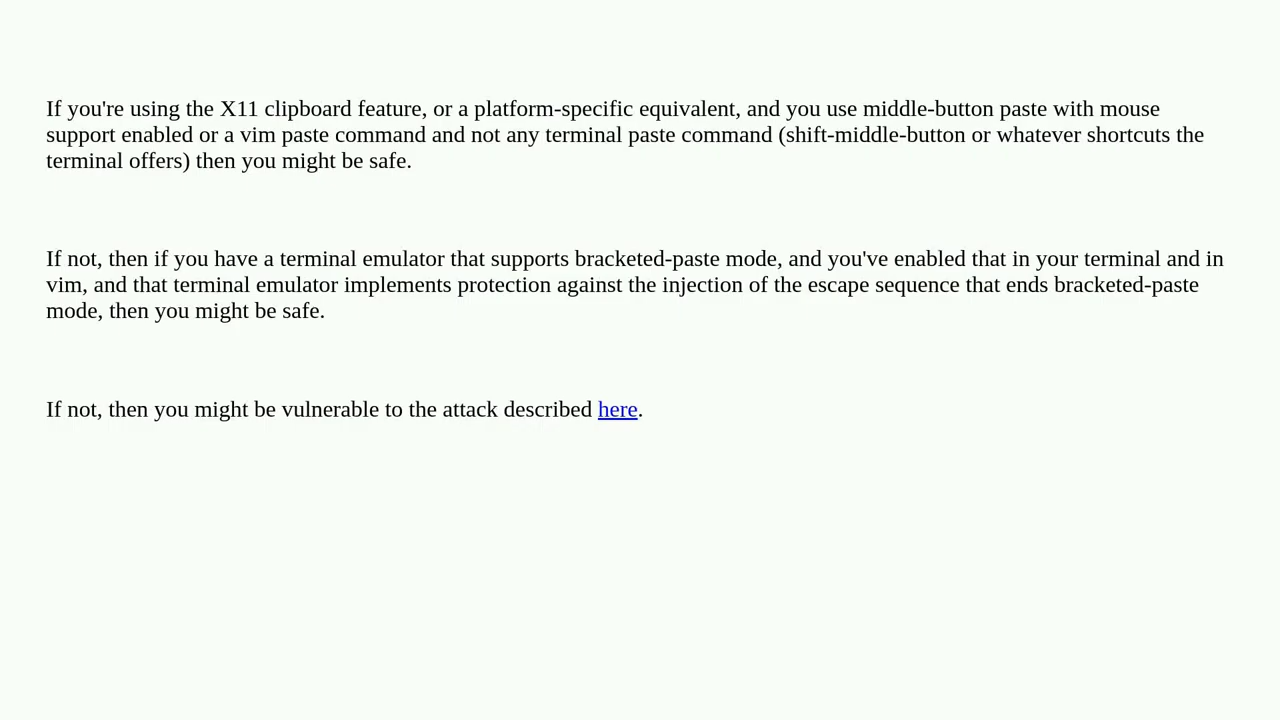 If you're using the X11 clipboard feature, or a platform-specific equivalent, and you use middle-button paste with mouse
support enabled or a vim paste command and not any terminal paste command (shift-middle-button or whatever shortcuts the
terminal offers) then you might be safe.
If not, then if you have a terminal emulator that supports bracketed-paste mode, and you've enabled that in your terminal and in
vim, and that terminal emulator implements protection against the injection of the escape sequence that ends bracketed-paste
mode, then you might be safe.
If not, then you might be vulnerable to the attack described here.